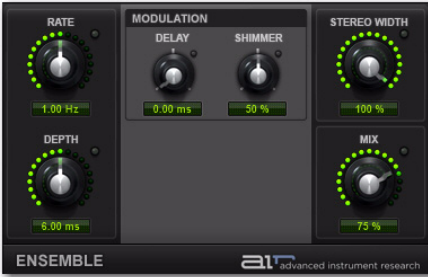 RATE
1.00 Hz
DEPTH
6.00 ms
MODULATION
DELAY
0.00 ms
SHIMMER
50 %
STEREO WIDTH
100 %
MIX
75 %
ENSEMBLE
air advanced instrument research